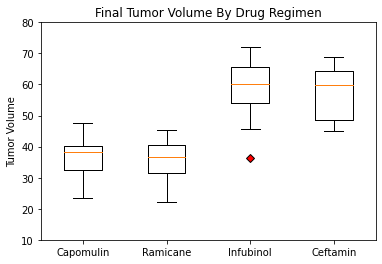 Final Tumor Volume By Drug Regimen
80
70
60
50
40
30
20
10
Tumor Volume
Capomulin
Ramicane
Infubinol
Ceftamin